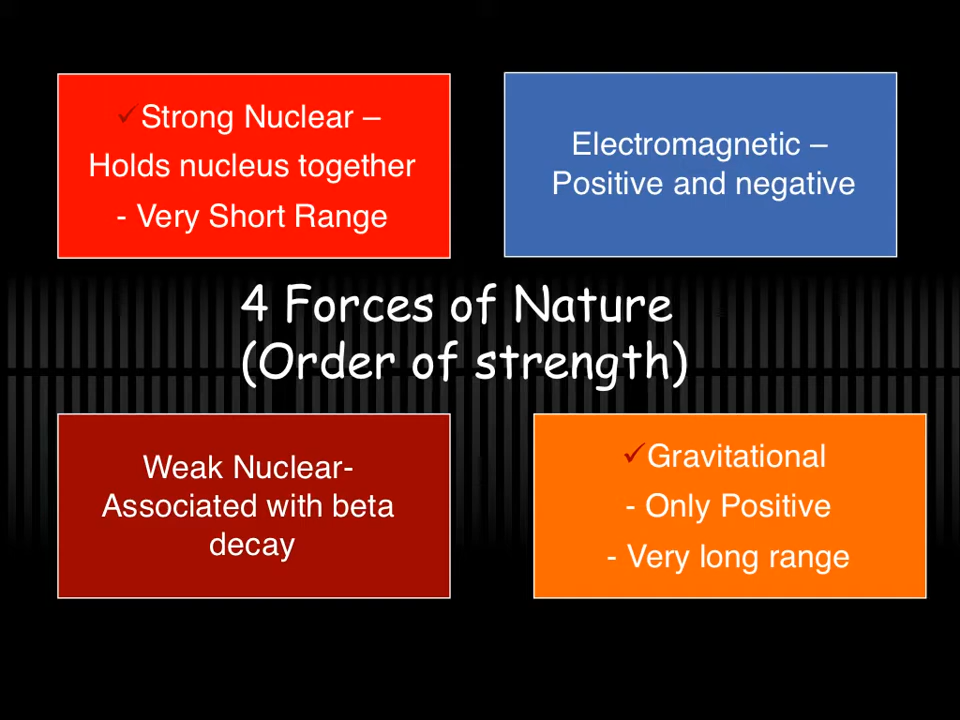 ✓Strong Nuclear –
Holds nucleus together
- Very Short Range
Electromagnetic –
Positive and negative
4 Forces of Nature
(Order of strength)
Weak Nuclear-
Associated with beta
decay
✓Gravitational
- Only Positive
- Very long range